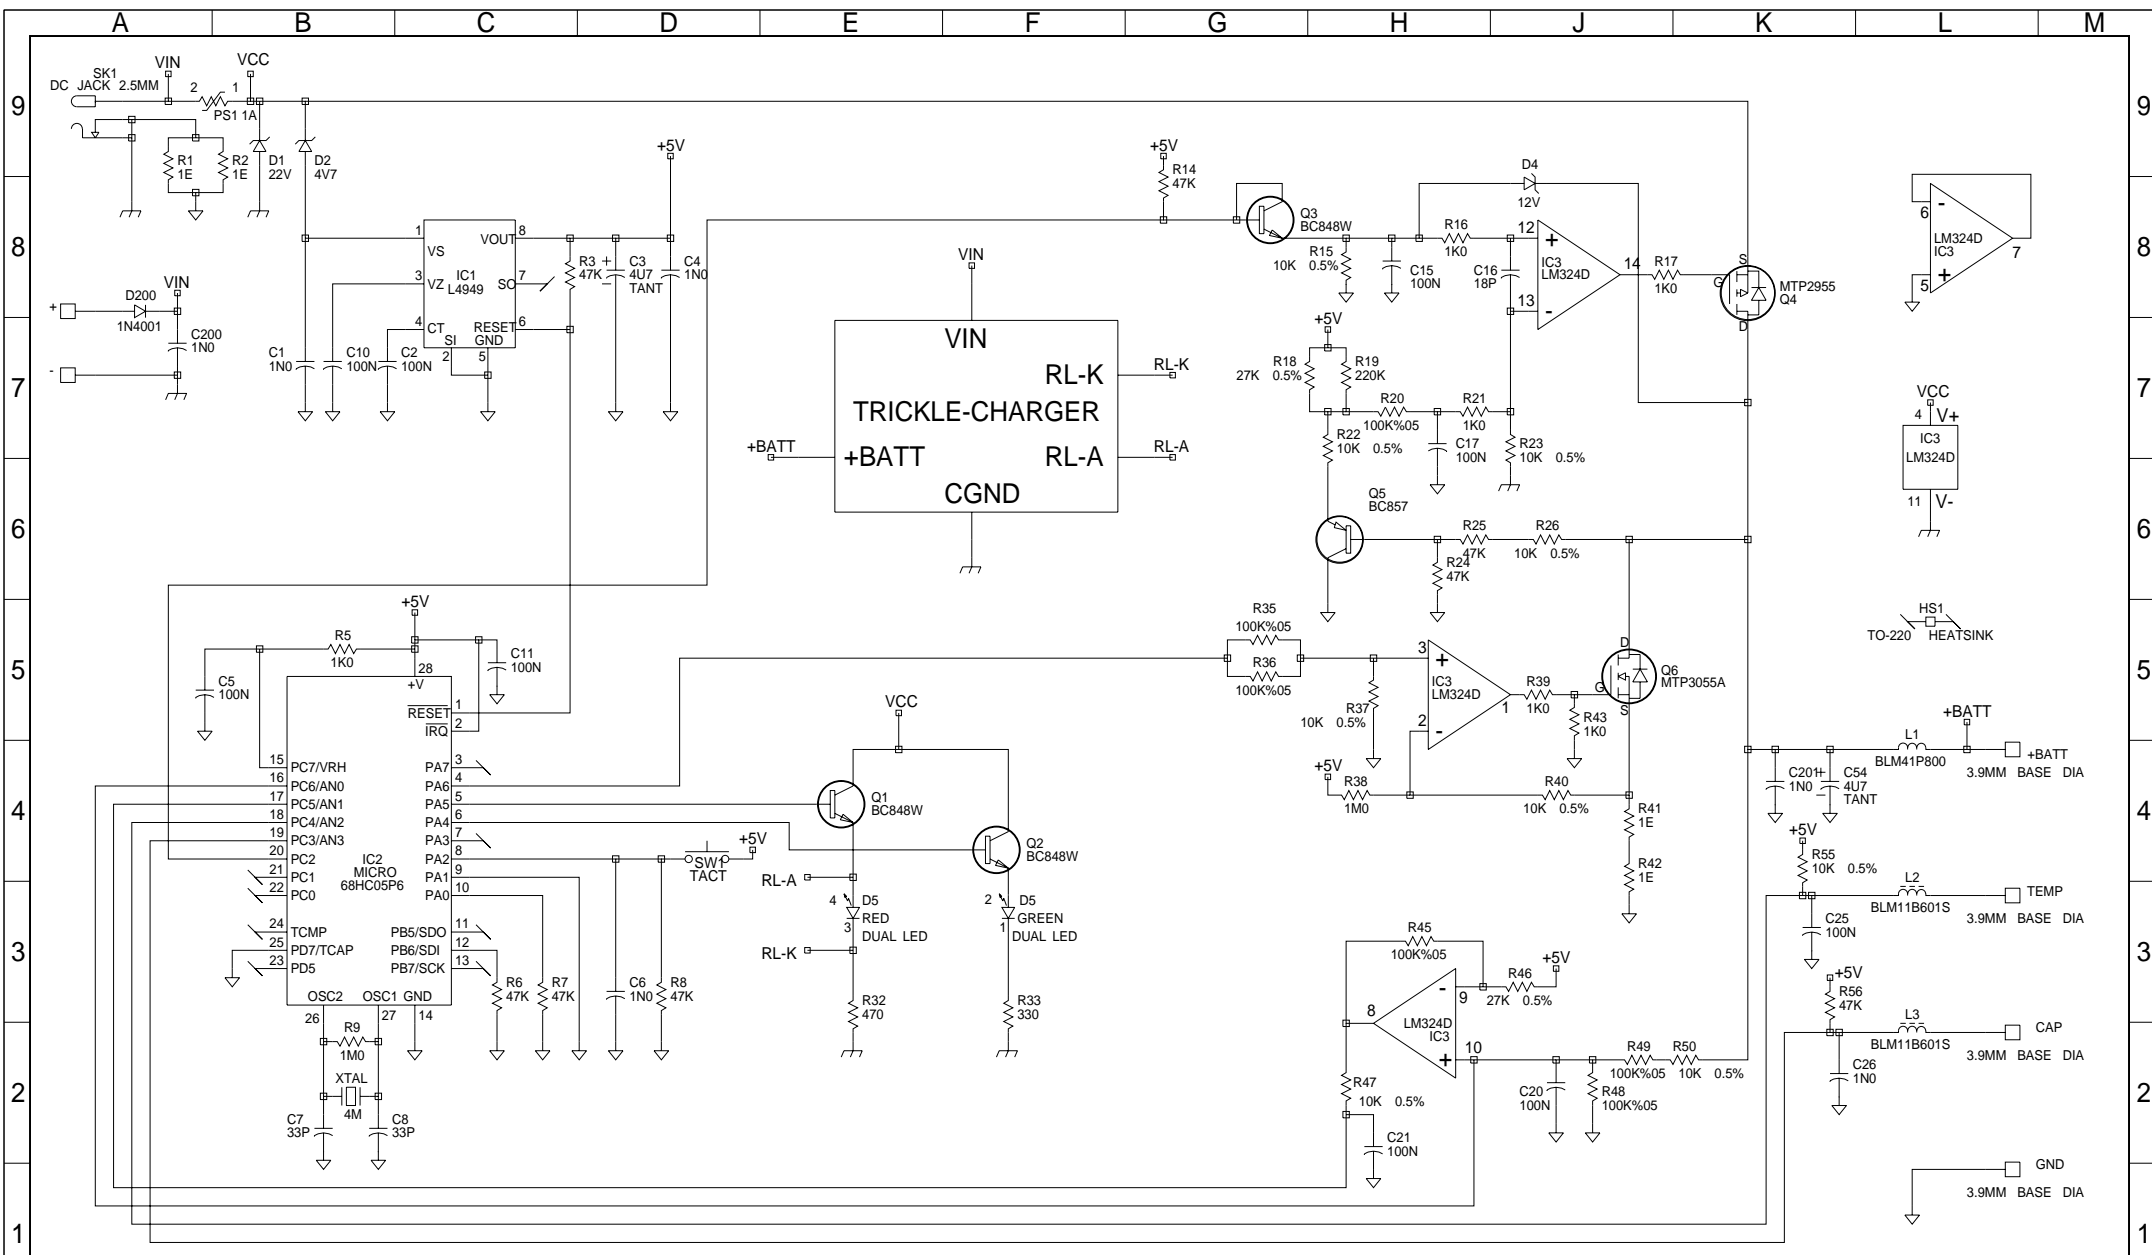 A B C D E F G H J K L M
9
8
7
6
5
4
3
2
1
9
8
7
6
5
4
3
2
1
SK1
DC JACK 2.5MM
VIN
VCC
2
1
PS1 1A
R1
1E
R2
1E
D1
22V
D2
4V7
VIN
+
-
D200
1N4001
C200
1N0
1
VS
3
VZ
4
CT
SI
2
GND
5
IC1
L4949
VOUT
8
SO
7
RESET
6
C1
1N0
C10
100N
C2
100N
R3
47K
+
C3
4U7
TANT
-
C4
1N0
+5V
VIN
VIN
TRICKLE-CHARGER
RL-K
RL-K
+BATT
+BATT
RL-A
RL-A
CGND
+5V
R14
47K
Q3
BC848W
R15
10K 0.5%
C15
100N
R16
1K0
C16
18P
D4
12V
12
+
IC3
LM324D
13
-
14
R17
1K0
S
G
D
MTP2955
Q4
6
-
LM324D
IC3
7
5
+
+5V
R18
27K 0.5%
R19
220K
R20
100K%05
R21
1K0
R22
10K 0.5%
C17
100N
R23
10K 0.5%
VCC
4
V+
IC3
LM324D
11
V-
Q5
BC857
R25
47K
R24
47K
R26
10K 0.5%
HS1
TO-220 HEATSINK
+5V
R5
1K0
C11
100N
C5
100N
28
+V
RESET
1
IRQ
2
15 PC7/VRH
16 PC6/AN0
17 PC5/AN1
18 PC4/AN2
19 PC3/AN3
20 PC2
21 PC1
22 PC0
24 TCMP
25 PD7/TCAP
23 PD5
IC2
MICRO
68HC05P6
PA7 3
PA6 4
PA5 5
PA4 6
PA3 7
PA2 8
PA1 9
PA0 10
PB5/SDO 11
PB6/SDI 12
PB7/SCK 13
OSC2 OSC1 GND
26
27
14
R9
1M0
XTAL
4M
C7
33P
C8
33P
R6
47K
R7
47K
C6
1N0
R8
47K
SW1
TACT
+5V
VCC
Q1
BC848W
Q2
BC848W
RL-A
4
D5
RED
3
DUAL LED
RL-K
2
D5
GREEN
1
DUAL LED
R32
470
R33
330
R35
100K%05
R36
100K%05
R37
10K 0.5%
3
+
IC3
LM324D
2
-
1
R39
1K0
R43
1K0
D
G
S
Q6
MTP3055A
+5V
R38
1M0
R40
10K 0.5%
R41
1E
R42
1E
+BATT
L1
BLM41P800
+BATT
3.9MM BASE DIA
C201
1N0
+
C54
4U7
-
TANT
+5V
R55
10K 0.5%
L2
BLM11B601S
TEMP
3.9MM BASE DIA
C25
100N
+5V
R56
47K
L3
BLM11B601S
CAP
3.9MM BASE DIA
C26
1N0
R45
100K%05
+5V
R46
27K 0.5%
8
-
9
LM324D
IC3
+
10
R47
10K 0.5%
C21
100N
C20
100N
R48
100K%05
R49
100K%05
R50
10K 0.5%
GND
3.9MM BASE DIA